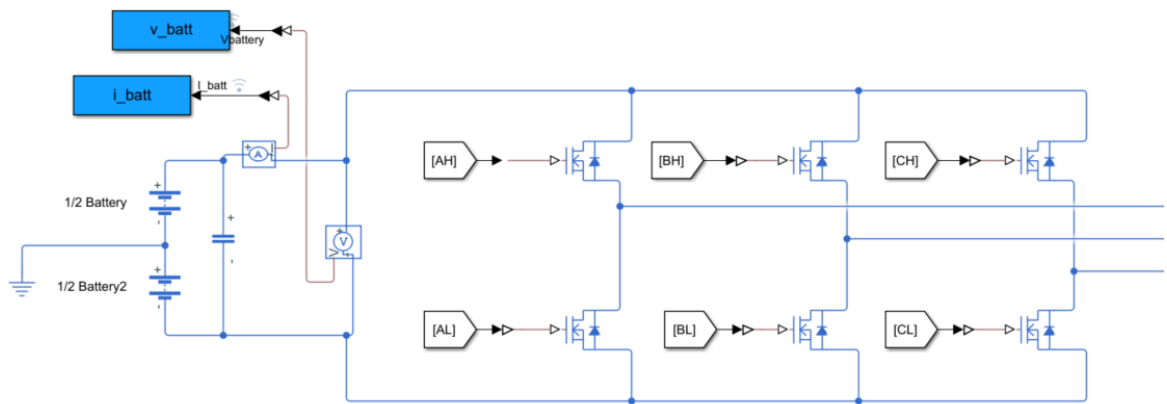 v_batt
Vbattery
I_batt
i_batt
+ A I
[AH]
[BH]
[CH]
+
1/2 Battery
-
+
-
+
V
V -
+
1/2 Battery2
-
[AL]
[BL]
[CL]